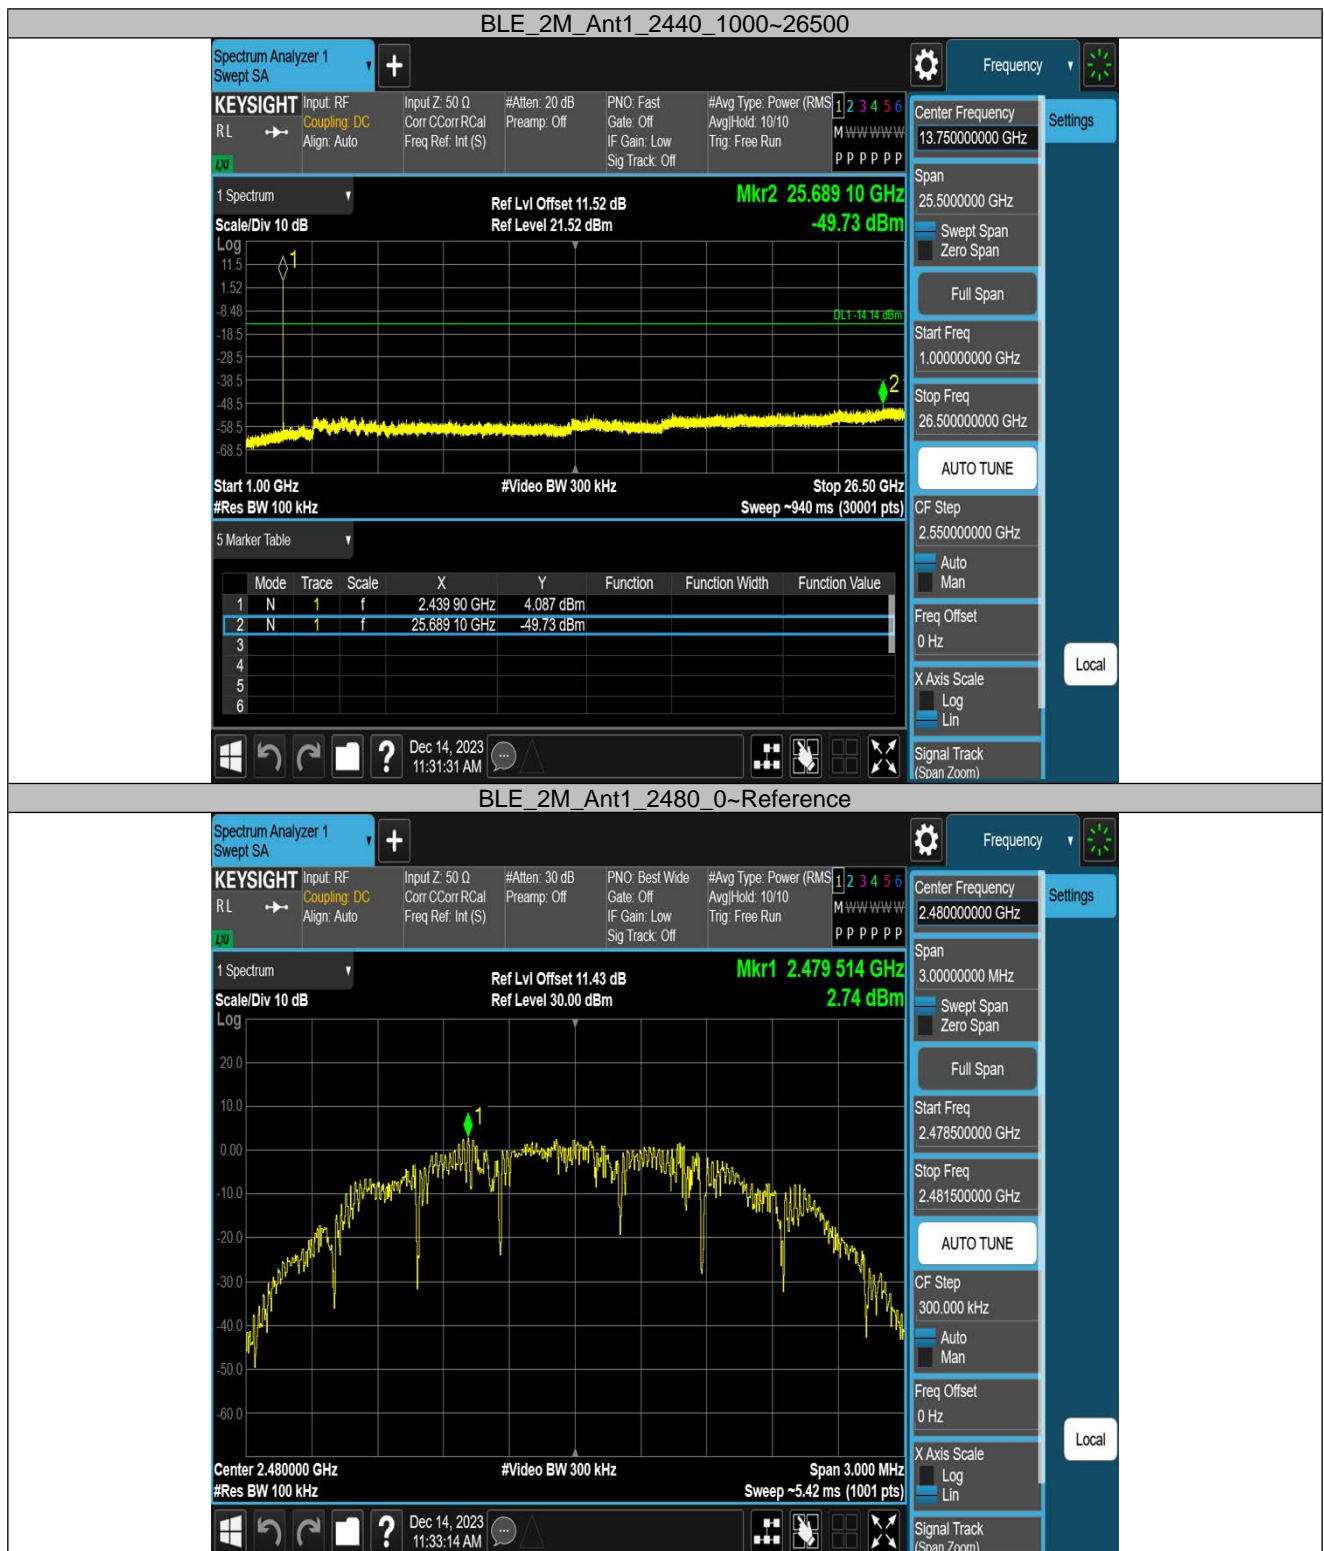 BLE_2M_Ant1_2440_1000~26500
Spectrum Analyzer 1
Swept SA
Frequency
KEYSIGHT
RL
LXI
Input: RF
Coupling: DC
Align: Auto
Input Z: 50 Ω
Corr CCorr RCal
Freq Ref: Int (S)
#Atten: 20 dB
Preamp: Off
PNO: Fast
Gate: Off
IF Gain: Low
Sig Track: Off
#Avg Type: Power (RMS
Avg|Hold: 10/10
Trig: Free Run
1 2 3 4 5 6
M W W W W W
P P P P P P
1 Spectrum
Scale/Div 10 dB
Ref Lvl Offset 11.52 dB
Ref Level 21.52 dBm
Mkr2 25.689 10 GHz
-49.73 dBm
Log
11.5
1.52
-8.48
-18.5
-28.5
-38.5
-48.5
-58.5
-68.5
1
DL1 -14.14 dBm
2
Start 1.00 GHz
#Video BW 300 kHz
Stop 26.50 GHz
#Res BW 100 kHz
Sweep ~940 ms (30001 pts)
5 Marker Table
Mode Trace Scale X Y Function Function Width Function Value
1 N 1 f 2.439 90 GHz 4.087 dBm
2 N 1 f 25.689 10 GHz -49.73 dBm
3
4
5
6
?
Dec 14, 2023
11:31:31 AM
Center Frequency
13.750000000 GHz
Settings
Span
25.5000000 GHz
Swept Span
Zero Span
Full Span
Start Freq
1.000000000 GHz
Stop Freq
26.500000000 GHz
AUTO TUNE
CF Step
2.550000000 GHz
Auto
Man
Freq Offset
0 Hz
Local
X Axis Scale
Log
Lin
Signal Track
(Span Zoom)
BLE_2M_Ant1_2480_0~Reference
Spectrum Analyzer 1
Swept SA
Frequency
KEYSIGHT
RL
LXI
Input: RF
Coupling: DC
Align: Auto
Input Z: 50 Ω
Corr CCorr RCal
Freq Ref: Int (S)
#Atten: 30 dB
Preamp: Off
PNO: Best Wide
Gate: Off
IF Gain: Low
Sig Track: Off
#Avg Type: Power (RMS
Avg|Hold: 10/10
Trig: Free Run
1 2 3 4 5 6
M W W W W W
P P P P P P
1 Spectrum
Scale/Div 10 dB
Ref Lvl Offset 11.43 dB
Ref Level 30.00 dBm
Mkr1 2.479 514 GHz
2.74 dBm
Log
20.0
10.0
0.00
-10.0
-20.0
-30.0
-40.0
-50.0
-60.0
1
Center 2.480000 GHz
#Video BW 300 kHz
Span 3.000 MHz
#Res BW 100 kHz
Sweep ~5.42 ms (1001 pts)
?
Dec 14, 2023
11:33:14 AM
Center Frequency
2.480000000 GHz
Settings
Span
3.00000000 MHz
Swept Span
Zero Span
Full Span
Start Freq
2.478500000 GHz
Stop Freq
2.481500000 GHz
AUTO TUNE
CF Step
300.000 kHz
Auto
Man
Freq Offset
0 Hz
Local
X Axis Scale
Log
Lin
Signal Track
(Span Zoom)